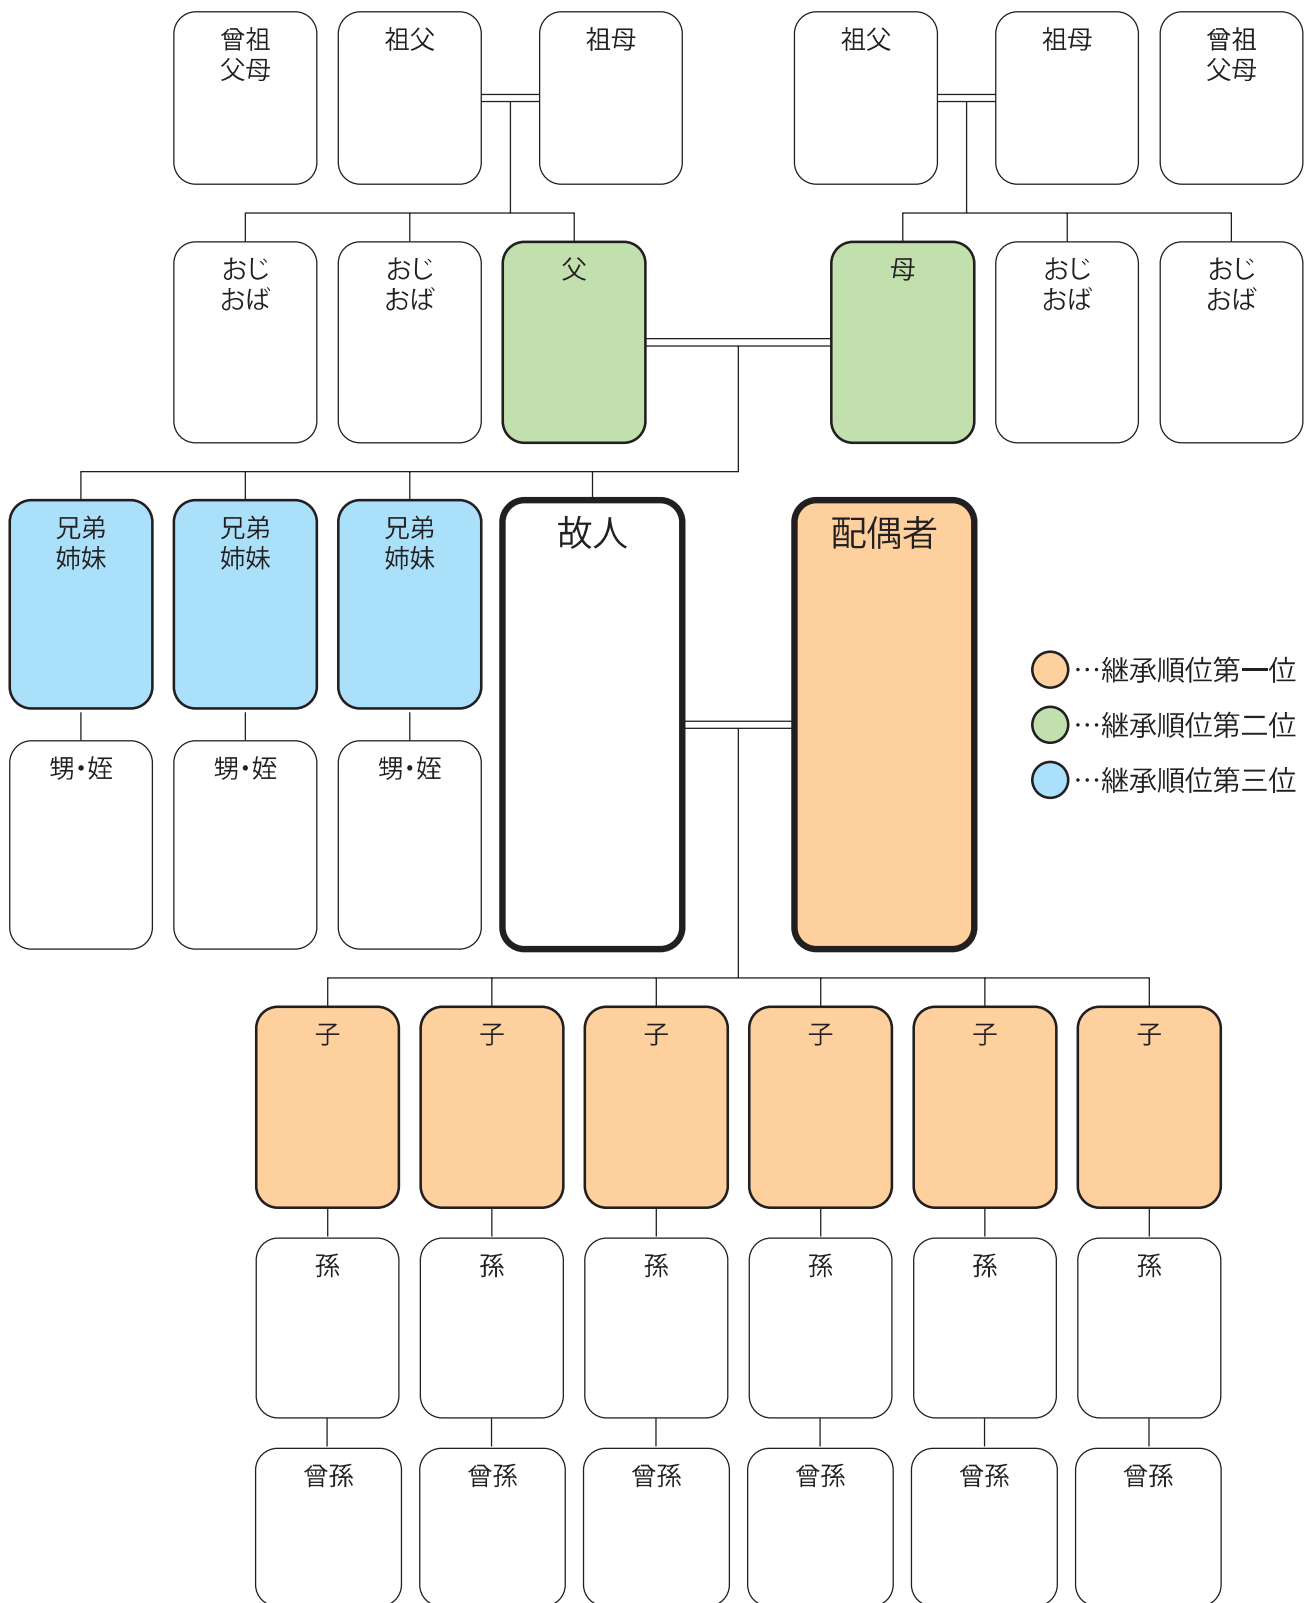 曾祖
父母
祖父
祖母
祖父
祖母
曾祖
父母
おじ
おば
おじ
おば
父
母
おじ
おば
おじ
おば
兄弟
姉妹
兄弟
姉妹
兄弟
姉妹
故人
配偶者
…継承順位第一位
…継承順位第二位
…継承順位第三位
甥・姪
甥・姪
甥・姪
子
子
子
子
子
子
孫
孫
孫
孫
孫
孫
曾孫
曾孫
曾孫
曾孫
曾孫
曾孫